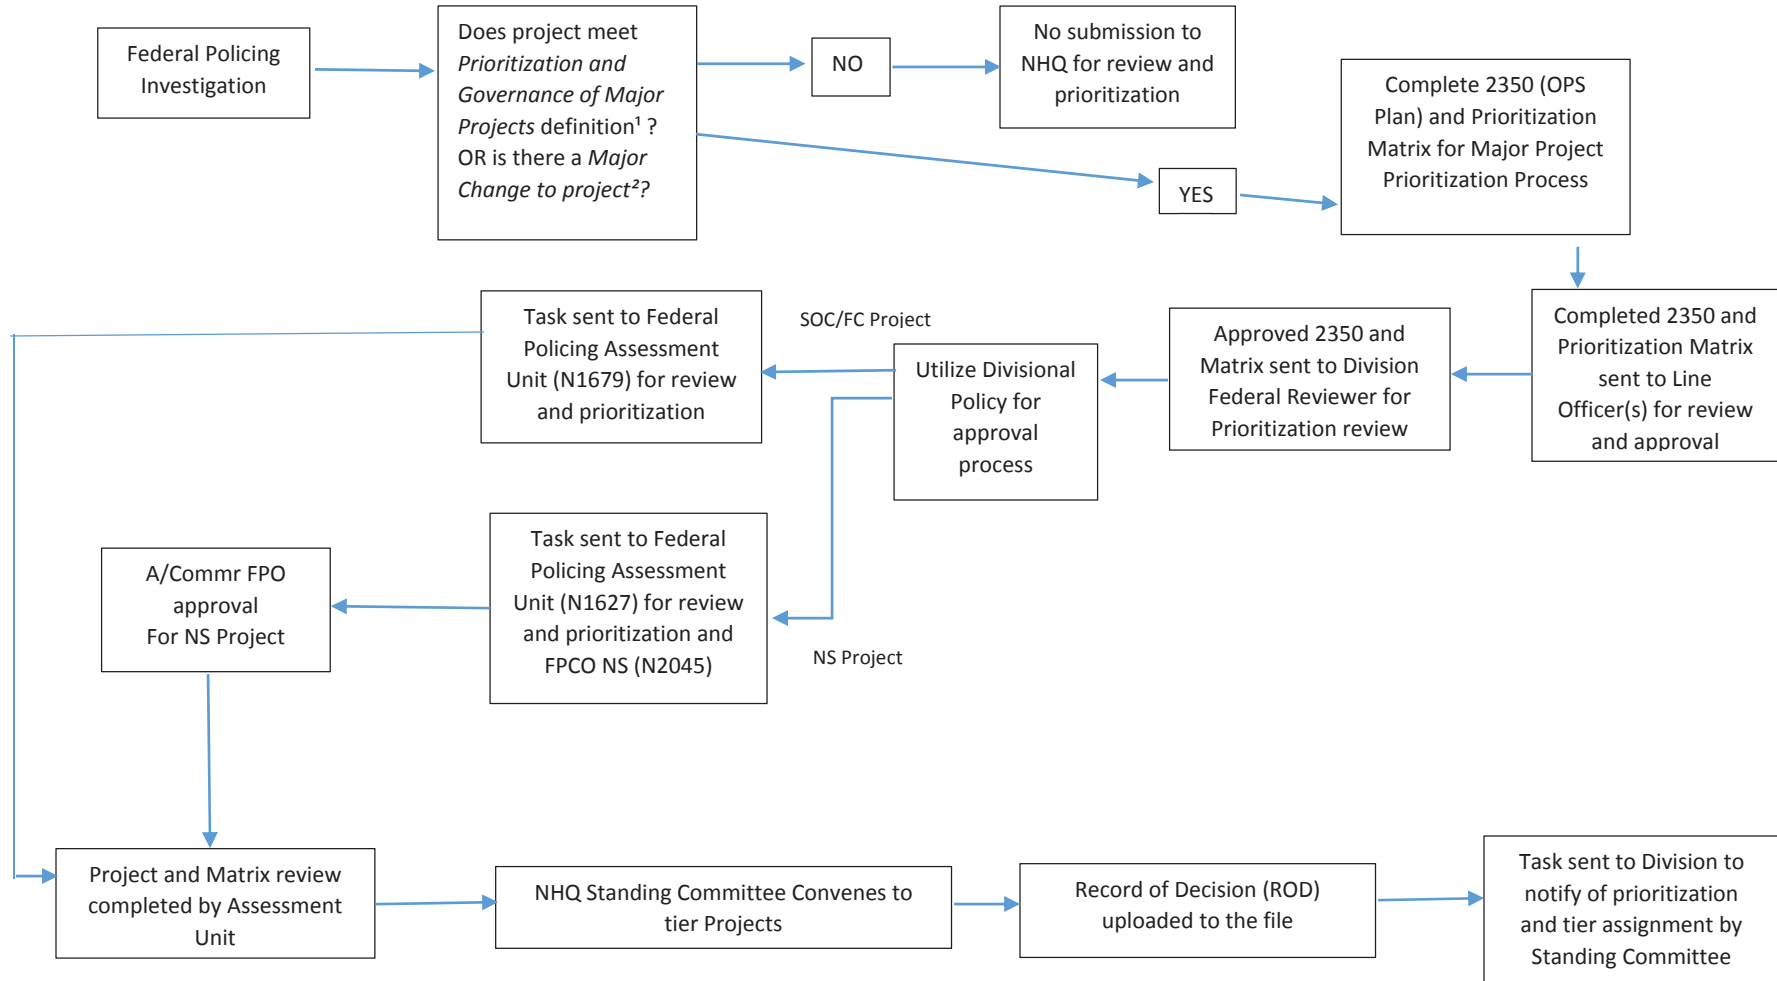 Federal Policing
Investigation
Does project meet
Prioritization and
Governance of Major
Projects definition¹ ?
OR is there a Major
Change to project²?
NO
No submission to
NHQ for review and
prioritization
YES
Complete 2350 (OPS
Plan) and Prioritization
Matrix for Major Project
Prioritization Process
Completed 2350 and
Prioritization Matrix
sent to Line
Officer(s) for review
and approval
Approved 2350 and
Matrix sent to Division
Federal Reviewer for
Prioritization review
Utilize Divisional
Policy for
approval
process
SOC/FC Project
Task sent to Federal
Policing Assessment
Unit (N1679) for review
and prioritization
NS Project
Task sent to Federal
Policing Assessment
Unit (N1627) for review
and prioritization and
FPCO NS (N2045)
A/Commr FPO
approval
For NS Project
Project and Matrix review
completed by Assessment
Unit
NHQ Standing Committee Convenes to
tier Projects
Record of Decision (ROD)
uploaded to the file
Task sent to Division to
notify of prioritization
and tier assignment by
Standing Committee